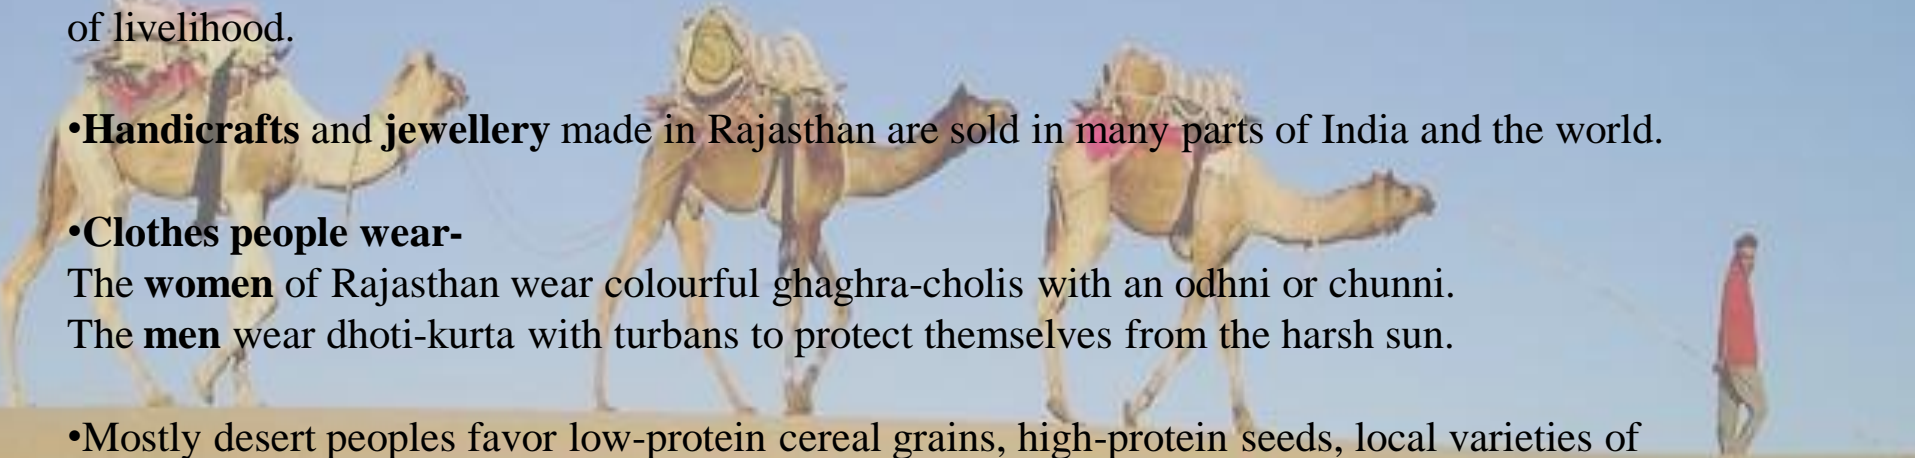 of livelihood.
•Handicrafts and jewellery made in Rajasthan are sold in many parts of India and the world.
•Clothes people wear-
The women of Rajasthan wear colourful ghaghra-cholis with an odhni or chunni.
The men wear dhoti-kurta with turbans to protect themselves from the harsh sun.
•Mostly desert peoples favor low-protein cereal grains, high-protein seeds, local varieties of